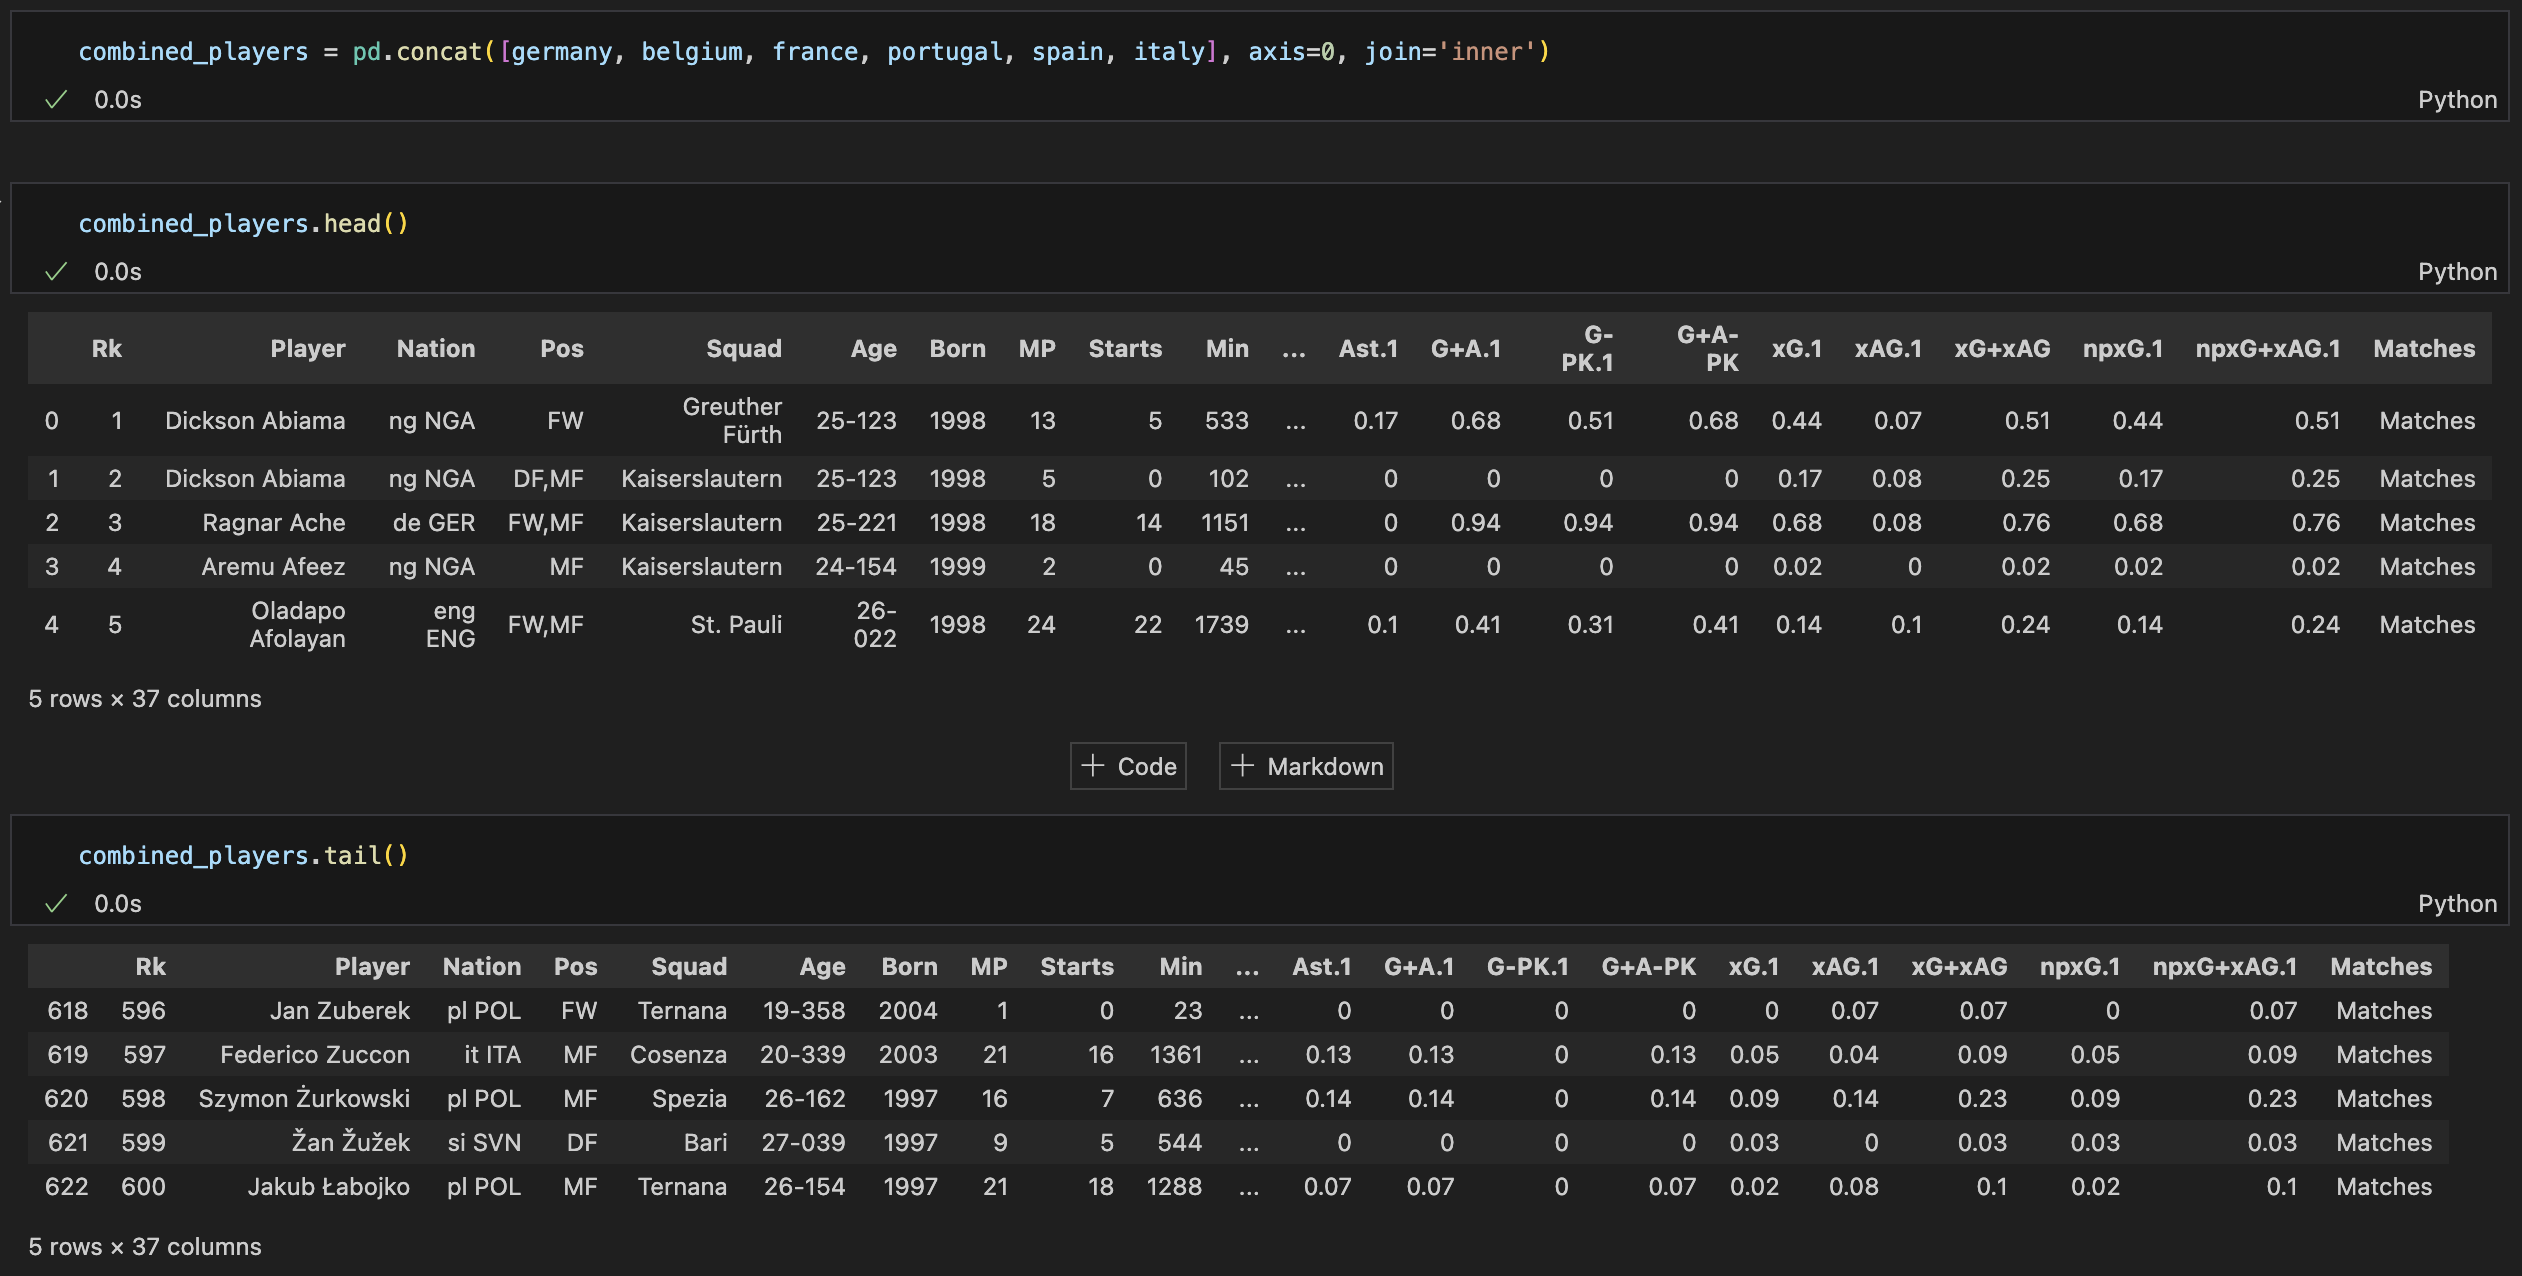 combined_players = pd.concat([germany, belgium, france, portugal, spain, italy], axis=0, join='inner')
0.0s Python
combined_players.head()
0.0s Python
Rk Player Nation Pos Squad Age Born MP Starts Min ... Ast.1 G+A.1 G-PK.1 G+A-PK xG.1 xAG.1 xG+xAG npxG.1 npxG+xAG.1 Matches
0 1 Dickson Abiama ng NGA FW Greuther Fürth 25-123 1998 13 5 533 ... 0.17 0.68 0.51 0.68 0.44 0.07 0.51 0.44 0.51 Matches
1 2 Dickson Abiama ng NGA DF,MF Kaiserslautern 25-123 1998 5 0 102 ... 0 0 0 0 0.17 0.08 0.25 0.17 0.25 Matches
2 3 Ragnar Ache de GER FW,MF Kaiserslautern 25-221 1998 18 14 1151 ... 0 0.94 0.94 0.94 0.68 0.08 0.76 0.68 0.76 Matches
3 4 Aremu Afeez ng NGA MF Kaiserslautern 24-154 1999 2 0 45 ... 0 0 0 0 0.02 0 0.02 0.02 0.02 Matches
4 5 Oladapo Afolayan eng ENG FW,MF St. Pauli 26-022 1998 24 22 1739 ... 0.1 0.41 0.31 0.41 0.14 0.1 0.24 0.14 0.24 Matches
5 rows × 37 columns
+ Code + Markdown
combined_players.tail()
0.0s Python
Rk Player Nation Pos Squad Age Born MP Starts Min ... Ast.1 G+A.1 G-PK.1 G+A-PK xG.1 xAG.1 xG+xAG npxG.1 npxG+xAG.1 Matches
618 596 Jan Zuberek pl POL FW Ternana 19-358 2004 1 0 23 ... 0 0 0 0 0 0.07 0.07 0 0.07 Matches
619 597 Federico Zuccon it ITA MF Cosenza 20-339 2003 21 16 1361 ... 0.13 0.13 0 0.13 0.05 0.04 0.09 0.05 0.09 Matches
620 598 Szymon Żurkowski pl POL MF Spezia 26-162 1997 16 7 636 ... 0.14 0.14 0 0.14 0.09 0.14 0.23 0.09 0.23 Matches
621 599 Žan Žužek si SVN DF Bari 27-039 1997 9 5 544 ... 0 0 0 0 0.03 0 0.03 0.03 0.03 Matches
622 600 Jakub Łabojko pl POL MF Ternana 26-154 1997 21 18 1288 ... 0.07 0.07 0 0.07 0.02 0.08 0.1 0.02 0.1 Matches
5 rows × 37 columns